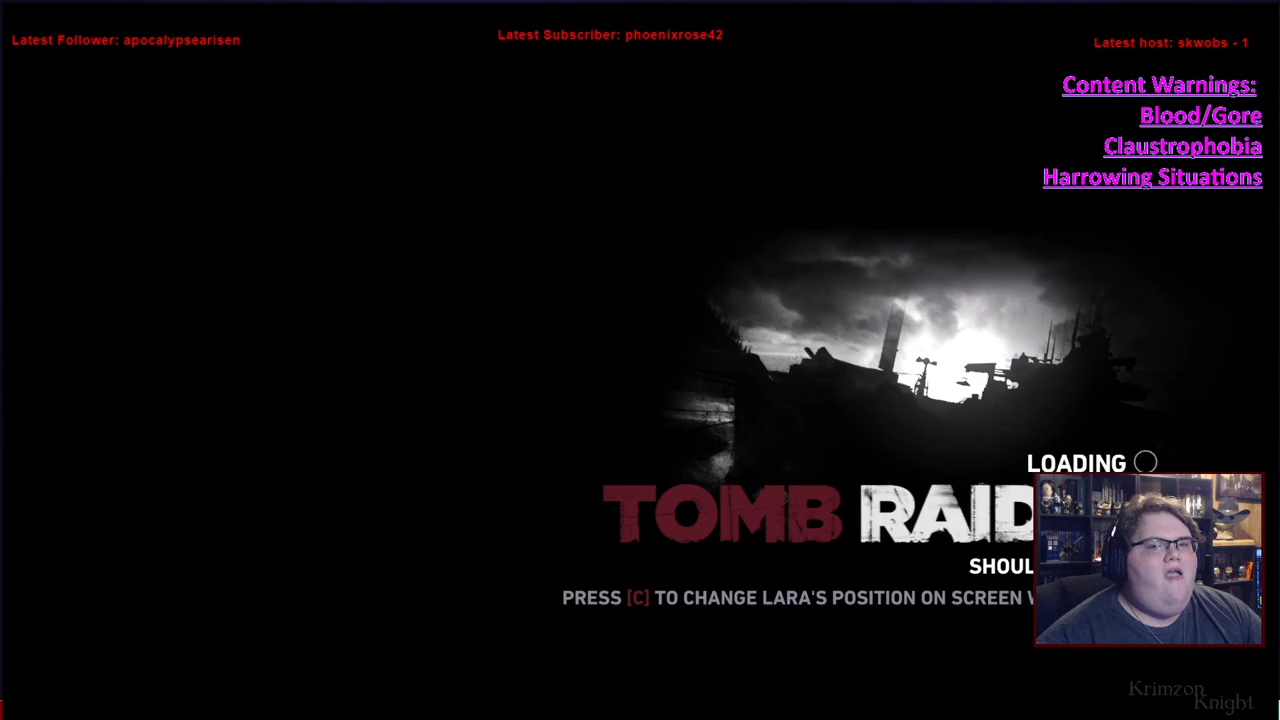 Latest Follower: apocalypsearisen
Latest Subscriber: phoenixrose42
Latest host: skwobs - 1
Content Warnings:
Blood/Gore
Claustrophobia
Harrowing Situations
LOADING
TOMB RAID
SHOUL
PRESS [C] TO CHANGE LARA'S POSITION ON SCREEN
Krimzon
Knight